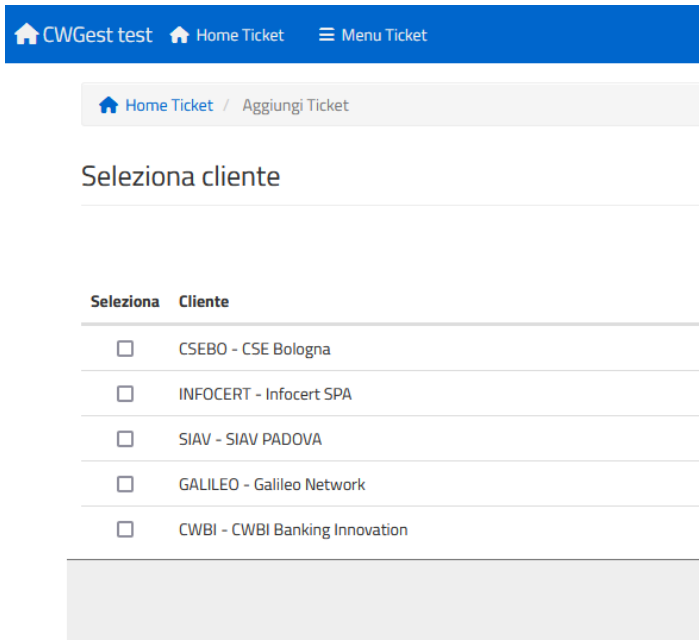 CWGest test Home Ticket Menu Ticket
Home Ticket / Aggiungi Ticket
Seleziona cliente
Seleziona Cliente
CSEBO - CSE Bologna
INFOCERT - Infocert SPA
SIAV - SIAV PADOVA
GALILEO - Galileo Network
CWBI - CWBI Banking Innovation